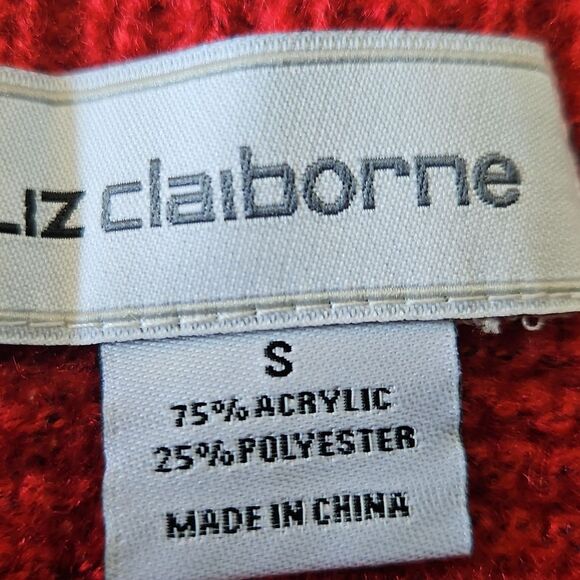 LIZ claiborne
S
75% ACRYLIC
25% POLYESTER
MADE IN CHINA